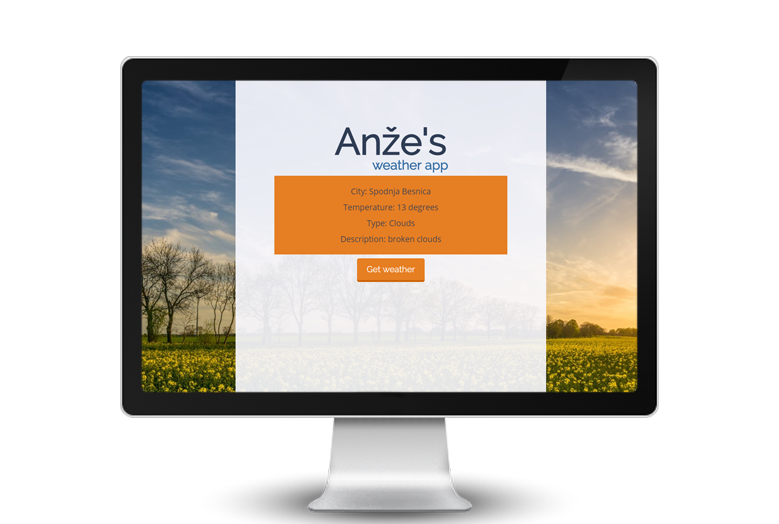 Anže's
weather app
City: Spodnja Besnica
Temperature: 13 degrees
Type: Clouds
Description: broken clouds
Get weather